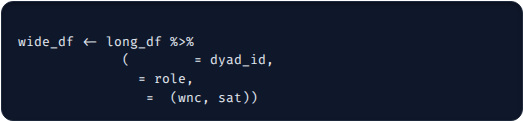 wide_df <- long_df %>%
( = dyad_id,
= role,
= (wnc, sat))